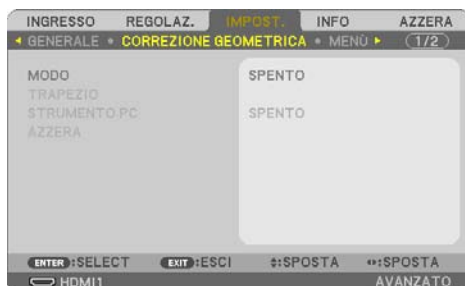 INGRESSO REGOLAZ. IMPOST. INFO AZZERA
GENERALE • CORREZIONE GEOMETRICA • MENÙ (1/2)
MODO SPENTO
TRAPEZIO
STRUMENTO PC SPENTO
AZZERA
ENTER :SELECT EXIT :ESCI :SPOSTA :SPOSTA
HDMI1 AVANZATO